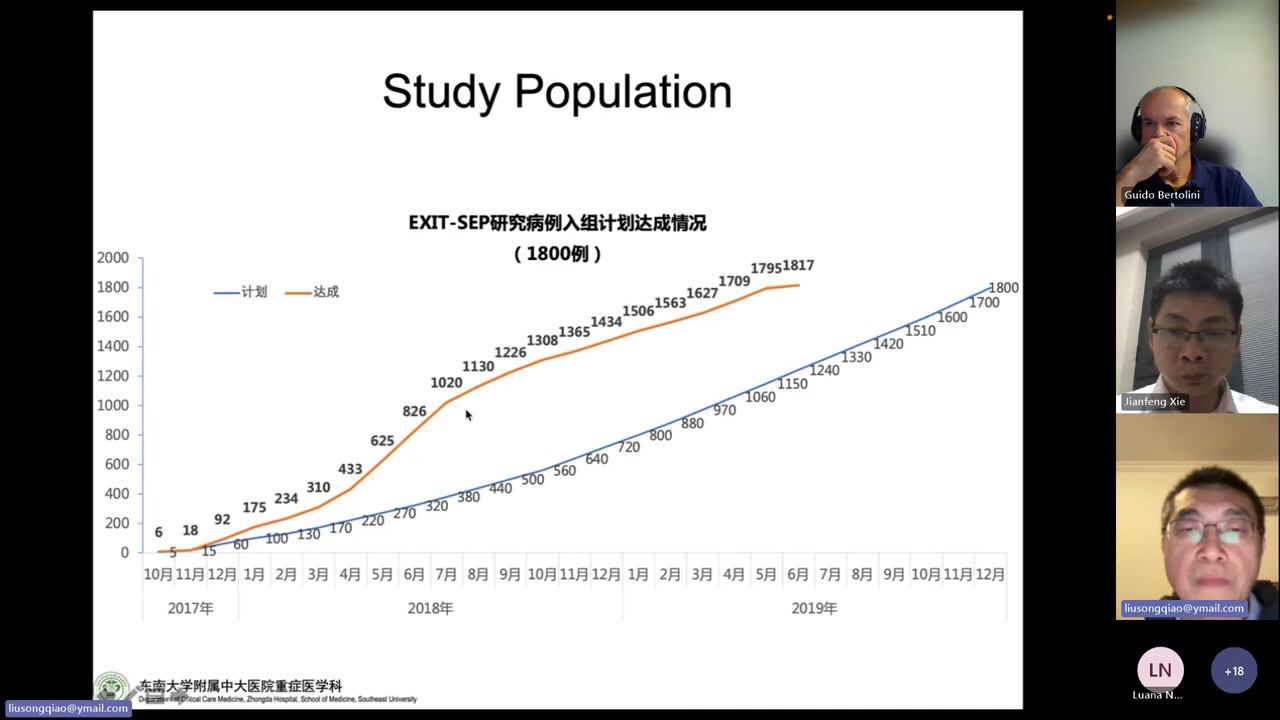 Study Population
EXIT-SEP研究病例入组计划达成情况
（1800例）
计划 达成
2000
1800
1600
1400
1200
1000
800
600
400
200
0
6 18 92 175 234 310 433 625 826 1020 1130 1226 1308 1365 1434 1506 1563 1627 1709 1795 1817
5 15 60 100 130 170 220 270 320 380 440 500 560 640 720 800 880 970 1060 1150 1240 1330 1420 1510 1600 1700 1800
10月 11月 12月 1月 2月 3月 4月 5月 6月 7月 8月 9月 10月 11月 12月 1月 2月 3月 4月 5月 6月 7月 8月 9月 10月 11月 12月
2017年 2018年 2019年
东南大学附属中大医院重症医学科
Department of Critical Care Medicine, Zhongda Hospital, School of Medicine, Southeast University
liusongqiao@ymail.com
Guido Bertolini
Jianfeng Xie
liusongqiao@ymail.com
LN
+18
Luana N...